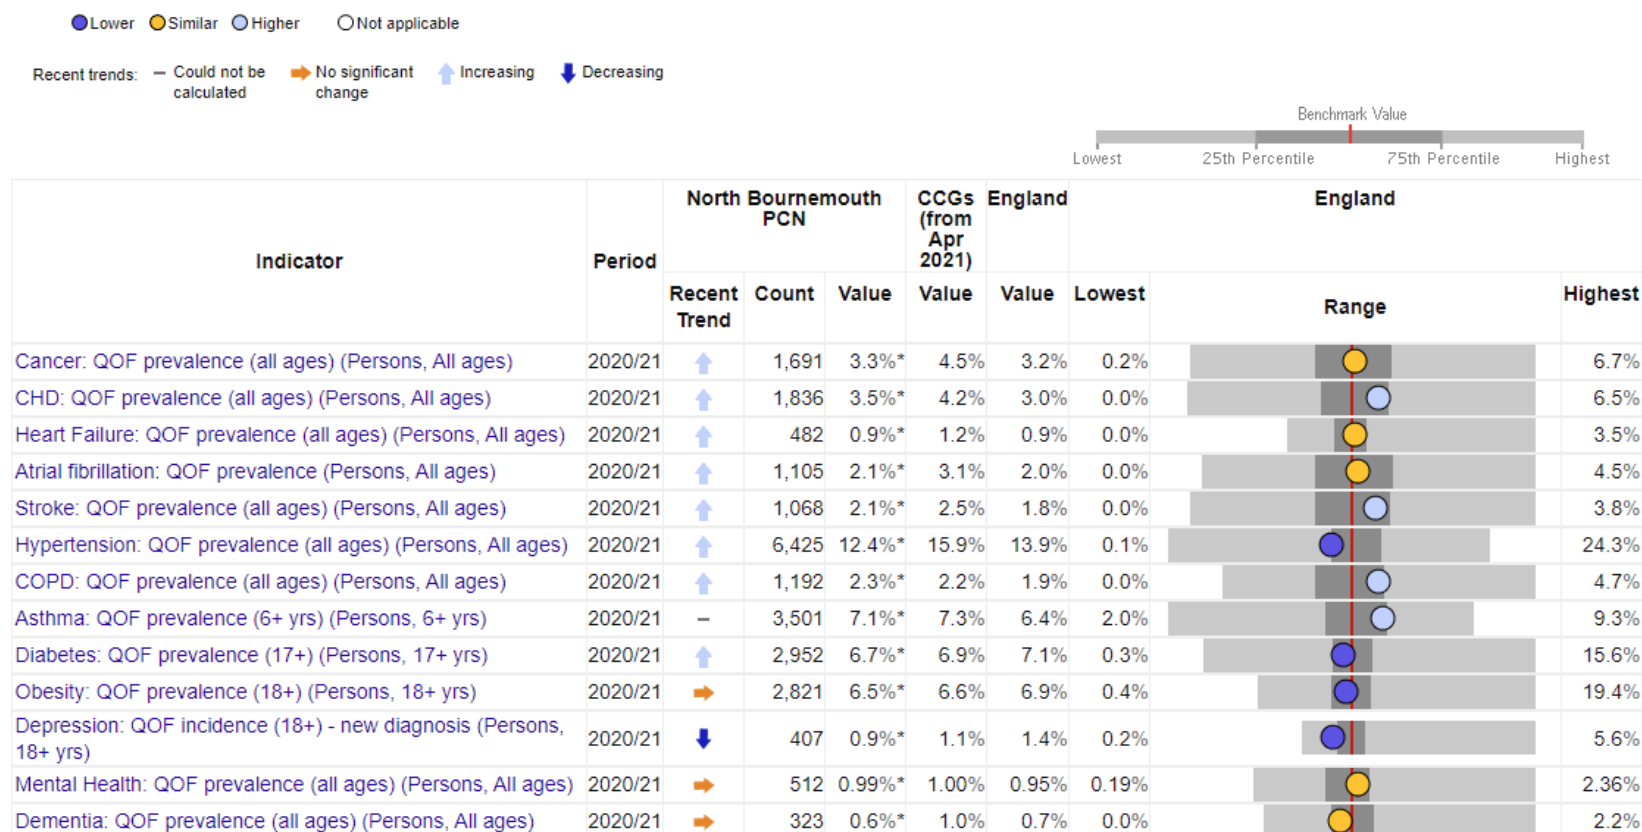 Lower Similar Higher Not applicable
Recent trends: – Could not be calculated No significant change Increasing Decreasing
Benchmark Value
Lowest 25th Percentile 75th Percentile Highest
Indicator Period North Bournemouth PCN CCGs (from Apr 2021) England England
Recent Trend Count Value Value Value Lowest Range Highest
Cancer: QOF prevalence (all ages) (Persons, All ages) 2020/21 1,691 3.3%* 4.5% 3.2% 0.2% 6.7%
CHD: QOF prevalence (all ages) (Persons, All ages) 2020/21 1,836 3.5%* 4.2% 3.0% 0.0% 6.5%
Heart Failure: QOF prevalence (all ages) (Persons, All ages) 2020/21 482 0.9%* 1.2% 0.9% 0.0% 3.5%
Atrial fibrillation: QOF prevalence (Persons, All ages) 2020/21 1,105 2.1%* 3.1% 2.0% 0.0% 4.5%
Stroke: QOF prevalence (all ages) (Persons, All ages) 2020/21 1,068 2.1%* 2.5% 1.8% 0.0% 3.8%
Hypertension: QOF prevalence (all ages) (Persons, All ages) 2020/21 6,425 12.4%* 15.9% 13.9% 0.1% 24.3%
COPD: QOF prevalence (all ages) (Persons, All ages) 2020/21 1,192 2.3%* 2.2% 1.9% 0.0% 4.7%
Asthma: QOF prevalence (6+ yrs) (Persons, 6+ yrs) 2020/21 – 3,501 7.1%* 7.3% 6.4% 2.0% 9.3%
Diabetes: QOF prevalence (17+) (Persons, 17+ yrs) 2020/21 2,952 6.7%* 6.9% 7.1% 0.3% 15.6%
Obesity: QOF prevalence (18+) (Persons, 18+ yrs) 2020/21 2,821 6.5%* 6.6% 6.9% 0.4% 19.4%
Depression: QOF incidence (18+) - new diagnosis (Persons, 18+ yrs) 2020/21 407 0.9%* 1.1% 1.4% 0.2% 5.6%
Mental Health: QOF prevalence (all ages) (Persons, All ages) 2020/21 512 0.99%* 1.00% 0.95% 0.19% 2.36%
Dementia: QOF prevalence (all ages) (Persons, All ages) 2020/21 323 0.6%* 1.0% 0.7% 0.0% 2.2%